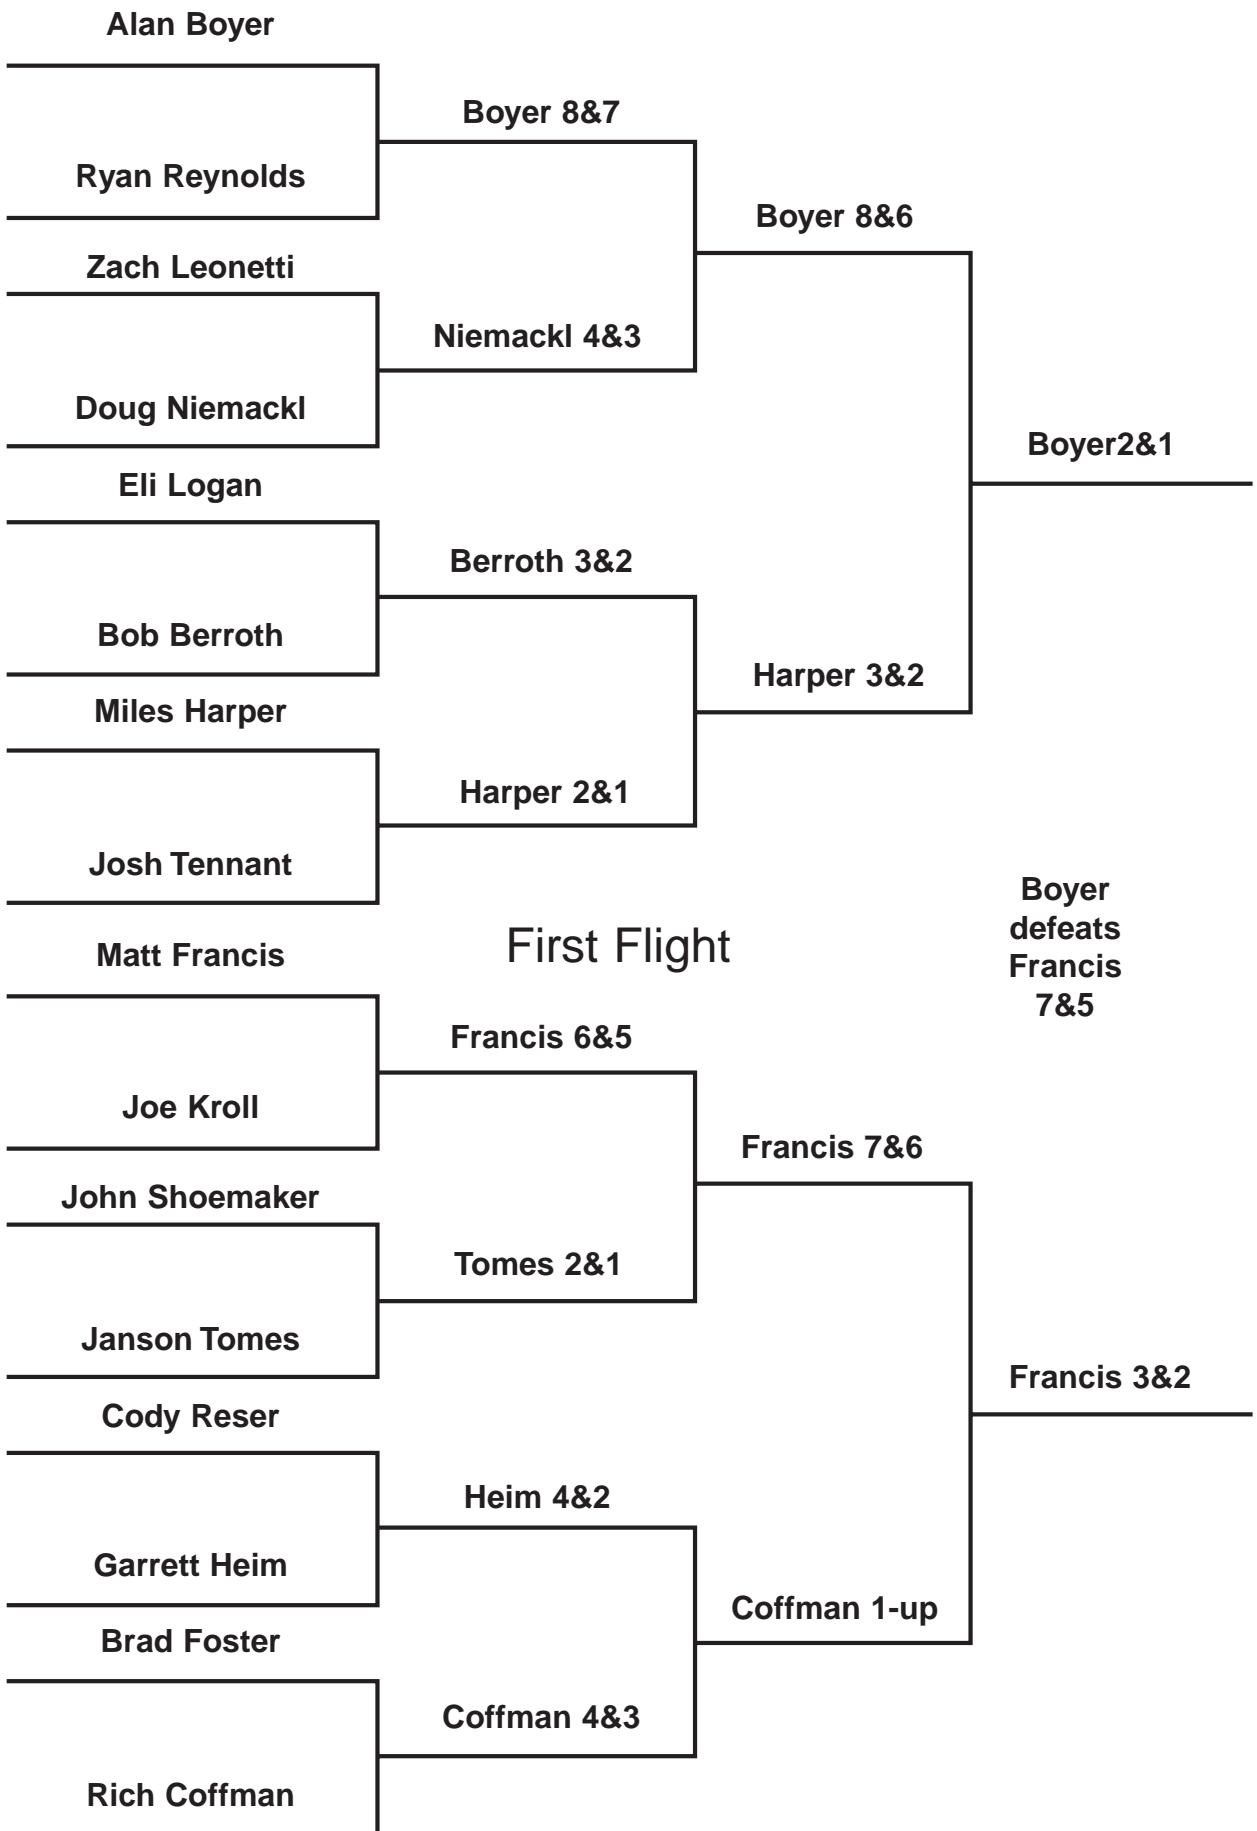 Alan Boyer
Boyer 8&7
Ryan Reynolds
Boyer 8&6
Zach Leonetti
Niemackl 4&3
Doug Niemackl
Boyer2&1
Eli Logan
Berroth 3&2
Bob Berroth
Harper 3&2
Miles Harper
Harper 2&1
Josh Tennant
Boyer
defeats
Francis
7&5
First Flight
Matt Francis
Francis 6&5
Joe Kroll
Francis 7&6
John Shoemaker
Tomes 2&1
Janson Tomes
Francis 3&2
Cody Reser
Heim 4&2
Garrett Heim
Coffman 1-up
Brad Foster
Coffman 4&3
Rich Coffman